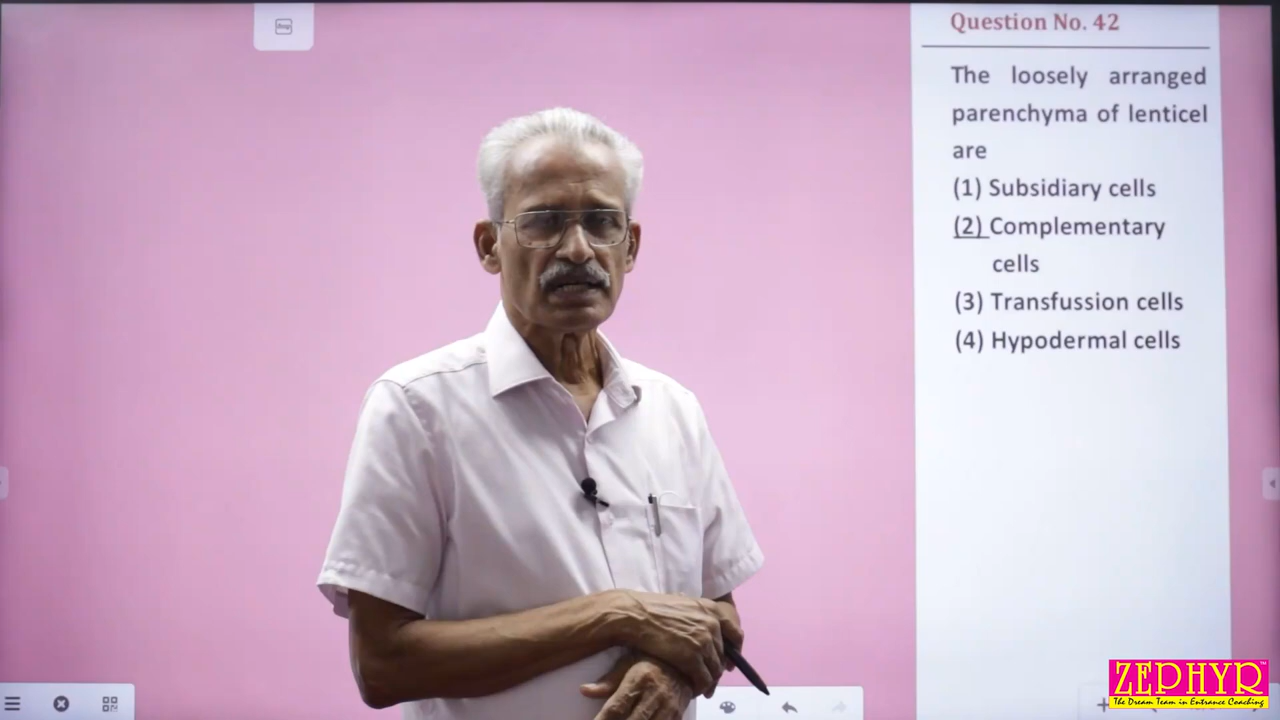 Question No. 42
The loosely arranged
parenchyma of lenticel
are
(1) Subsidiary cells
(2) Complementary
cells
(3) Transfussion cells
(4) Hypodermal cells
ZEPHYR™
The Dream Team in Entrance Coaching